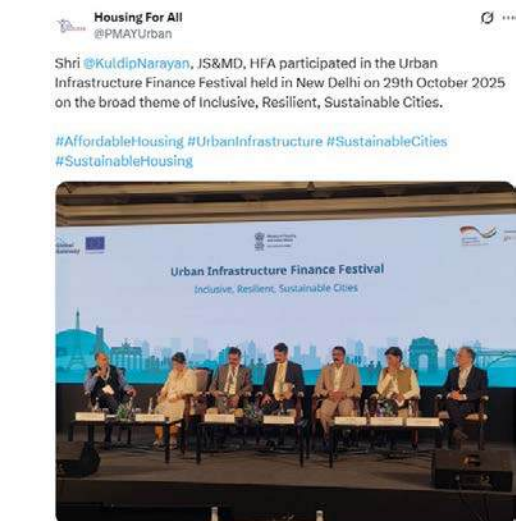 Housing For All
@PMAYUrban
Shri @KuldipNarayan, JS&MD, HFA participated in the Urban
Infrastructure Finance Festival held in New Delhi on 29th October 2025
on the broad theme of Inclusive, Resilient, Sustainable Cities.
#AffordableHousing #UrbanInfrastructure #SustainableCities
#SustainableHousing
Global
Gateway
Urban Infrastructure Finance Festival
Inclusive, Resilient, Sustainable Cities